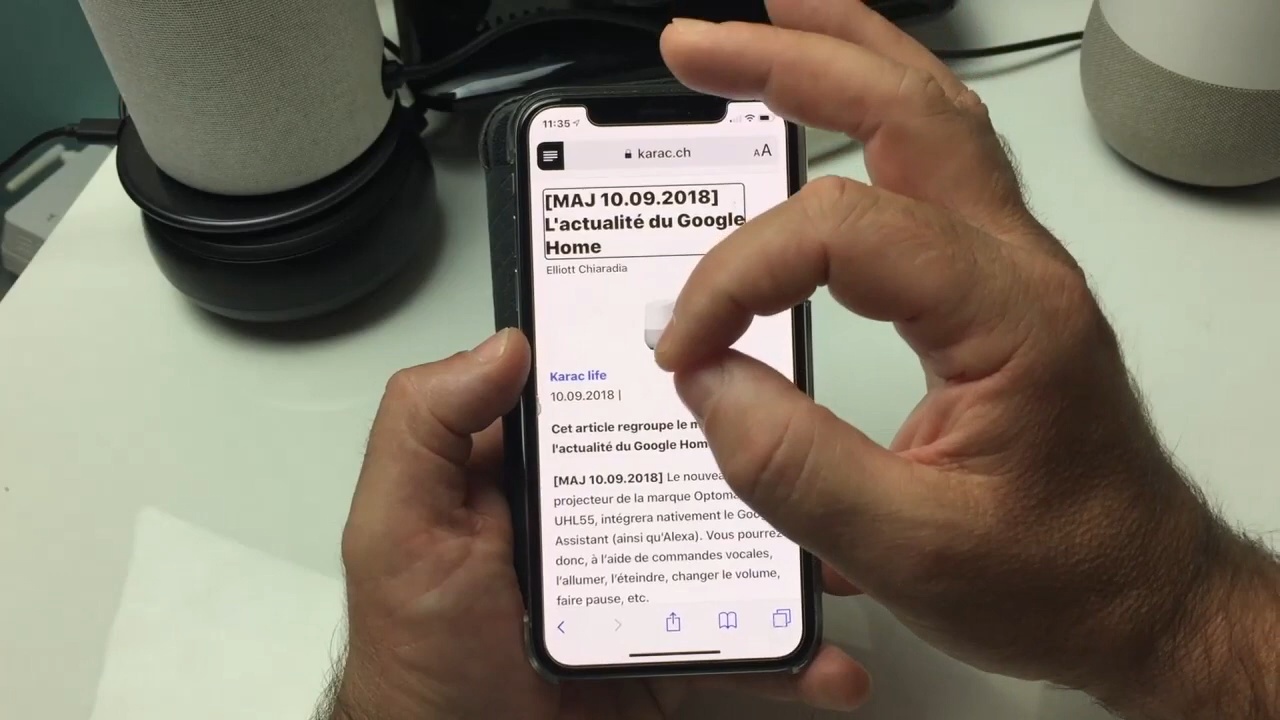 11:35
karac.ch
AA
[MAJ 10.09.2018]
L'actualité du Google
Home
Elliott Chiaradia
Karac life
10.09.2018 |
Cet article regroupe le
l'actualité du Google Hom
[MAJ 10.09.2018] Le nouvea
projecteur de la marque Optoma
UHL55, intégrera nativement le Goo
Assistant (ainsi qu'Alexa). Vous pourrez
donc, à l'aide de commandes vocales,
l'allumer, l'éteindre, changer le volume,
faire pause, etc.